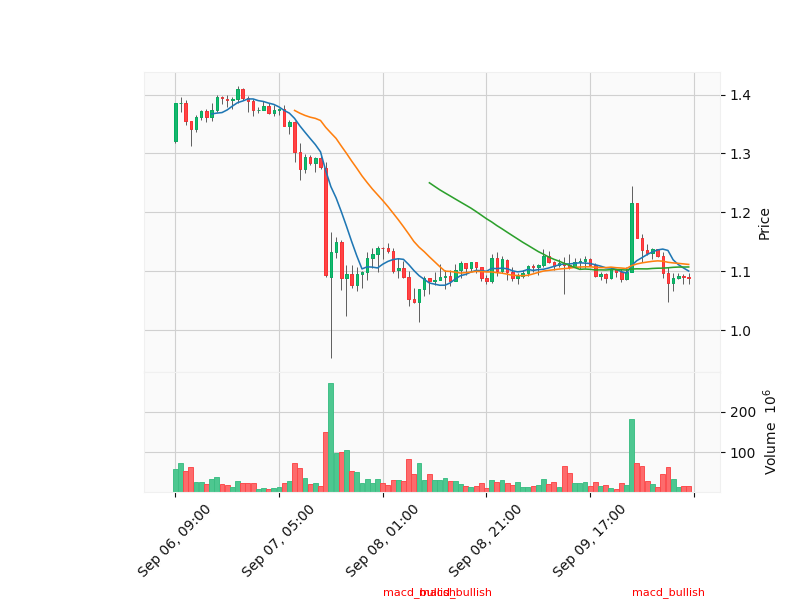 1.4
1.3
1.2
1.1
1.0
Price
200
100
Volume 10^6
Sep 06, 09:00
Sep 07, 05:00
Sep 08, 01:00
Sep 08, 21:00
Sep 09, 17:00
macd_bullish
macd_bullish
macd_bullish